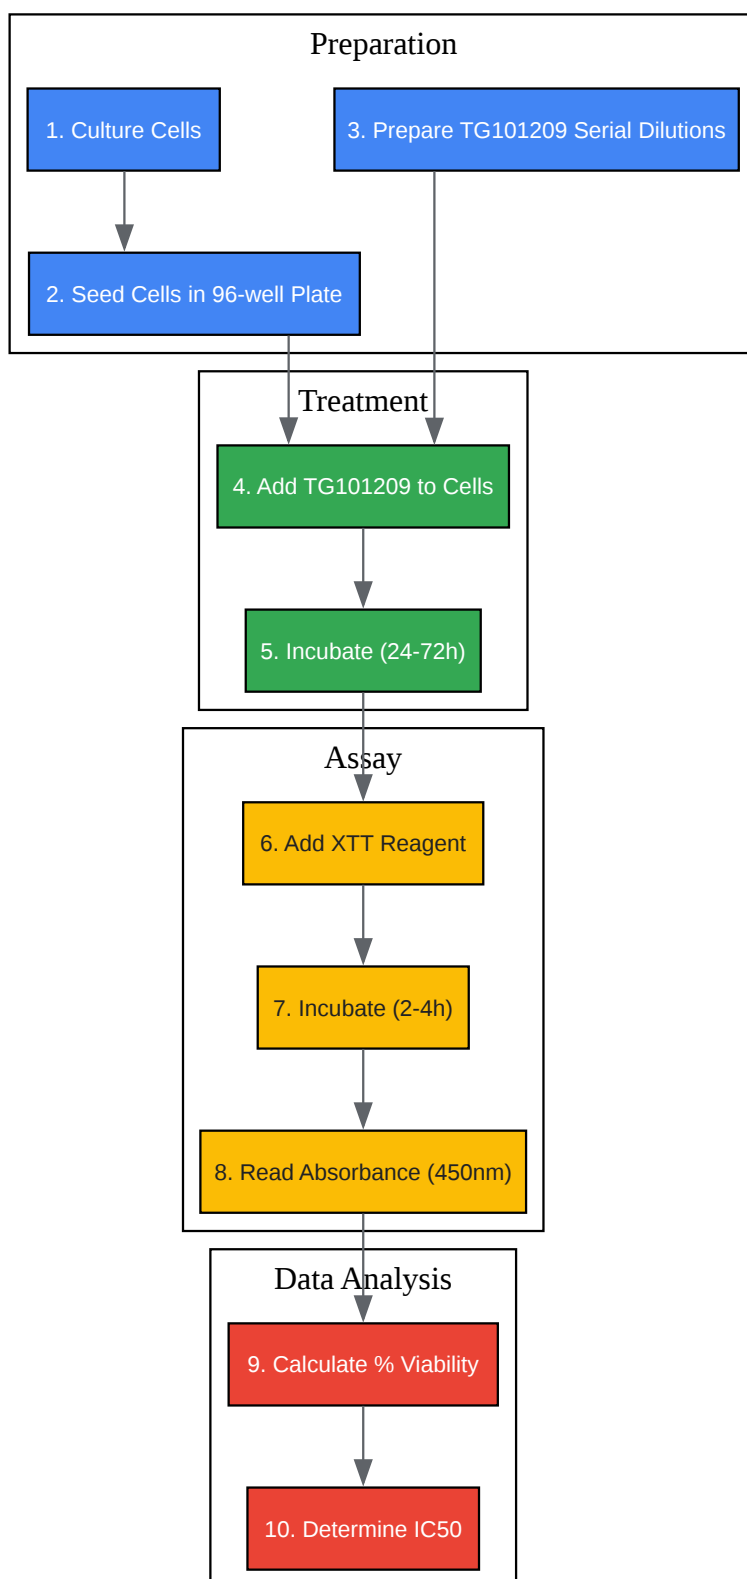 Preparation
1. Culture Cells
3. Prepare TG101209 Serial Dilutions
2. Seed Cells in 96-well Plate
Treatment
4. Add TG101209 to Cells
5. Incubate (24-72h)
Assay
6. Add XTT Reagent
7. Incubate (2-4h)
8. Read Absorbance (450nm)
Data Analysis
9. Calculate % Viability
10. Determine IC50